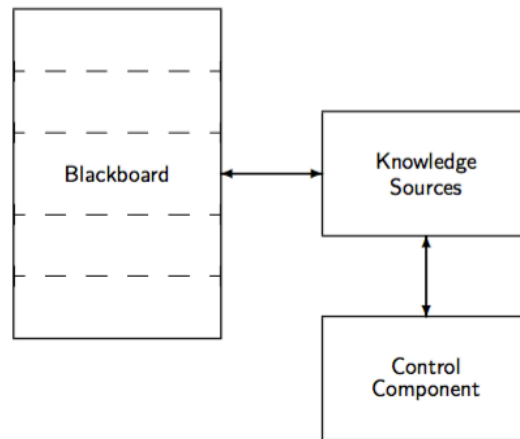 Blackboard
Knowledge
Sources
Control
Component